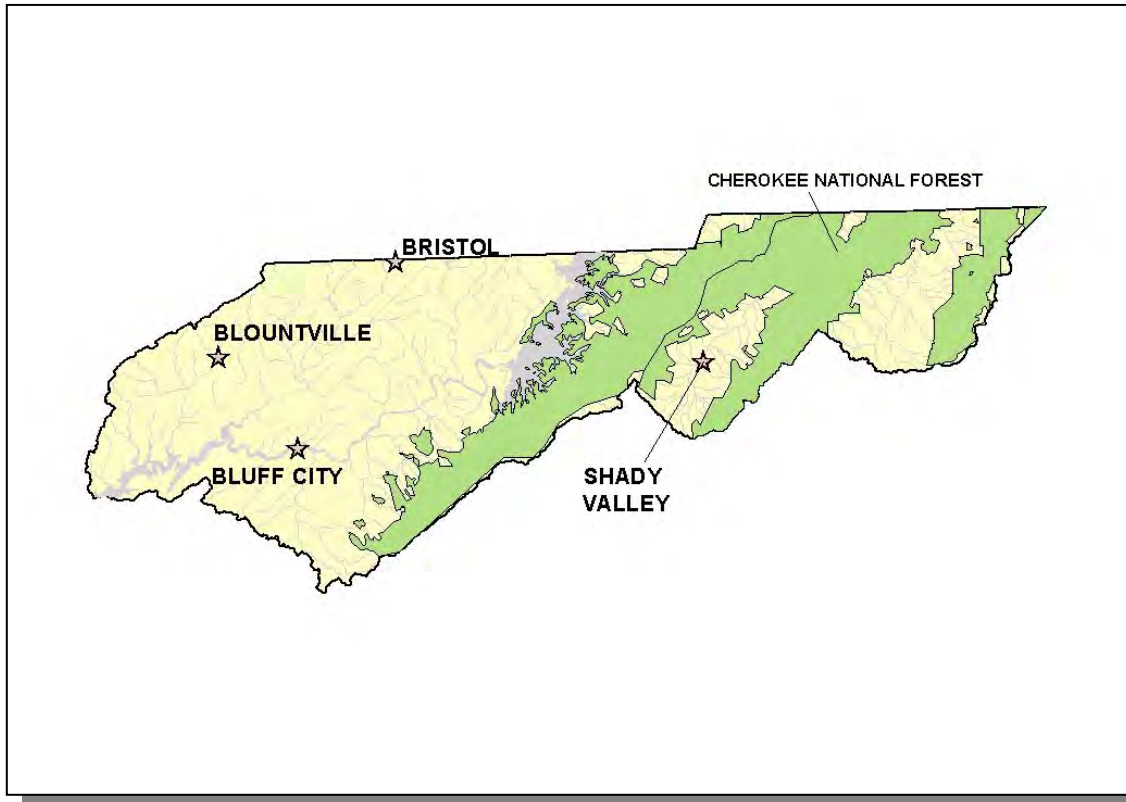 CHEROKEE NATIONAL FOREST
BRISTOL
BLOUNTVILLE
BLUFF CITY
SHADY
VALLEY